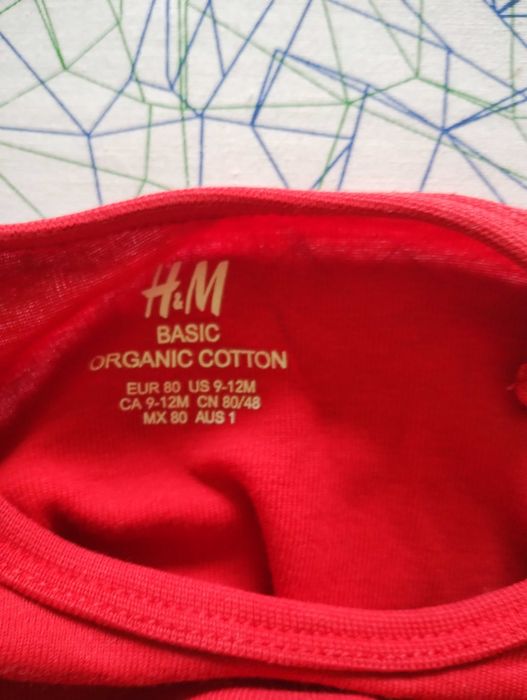 H&M
BASIC
ORGANIC COTTON
EUR 80 US 9-12M
CA 9-12M CN 80/48
MX 80 AUS 1